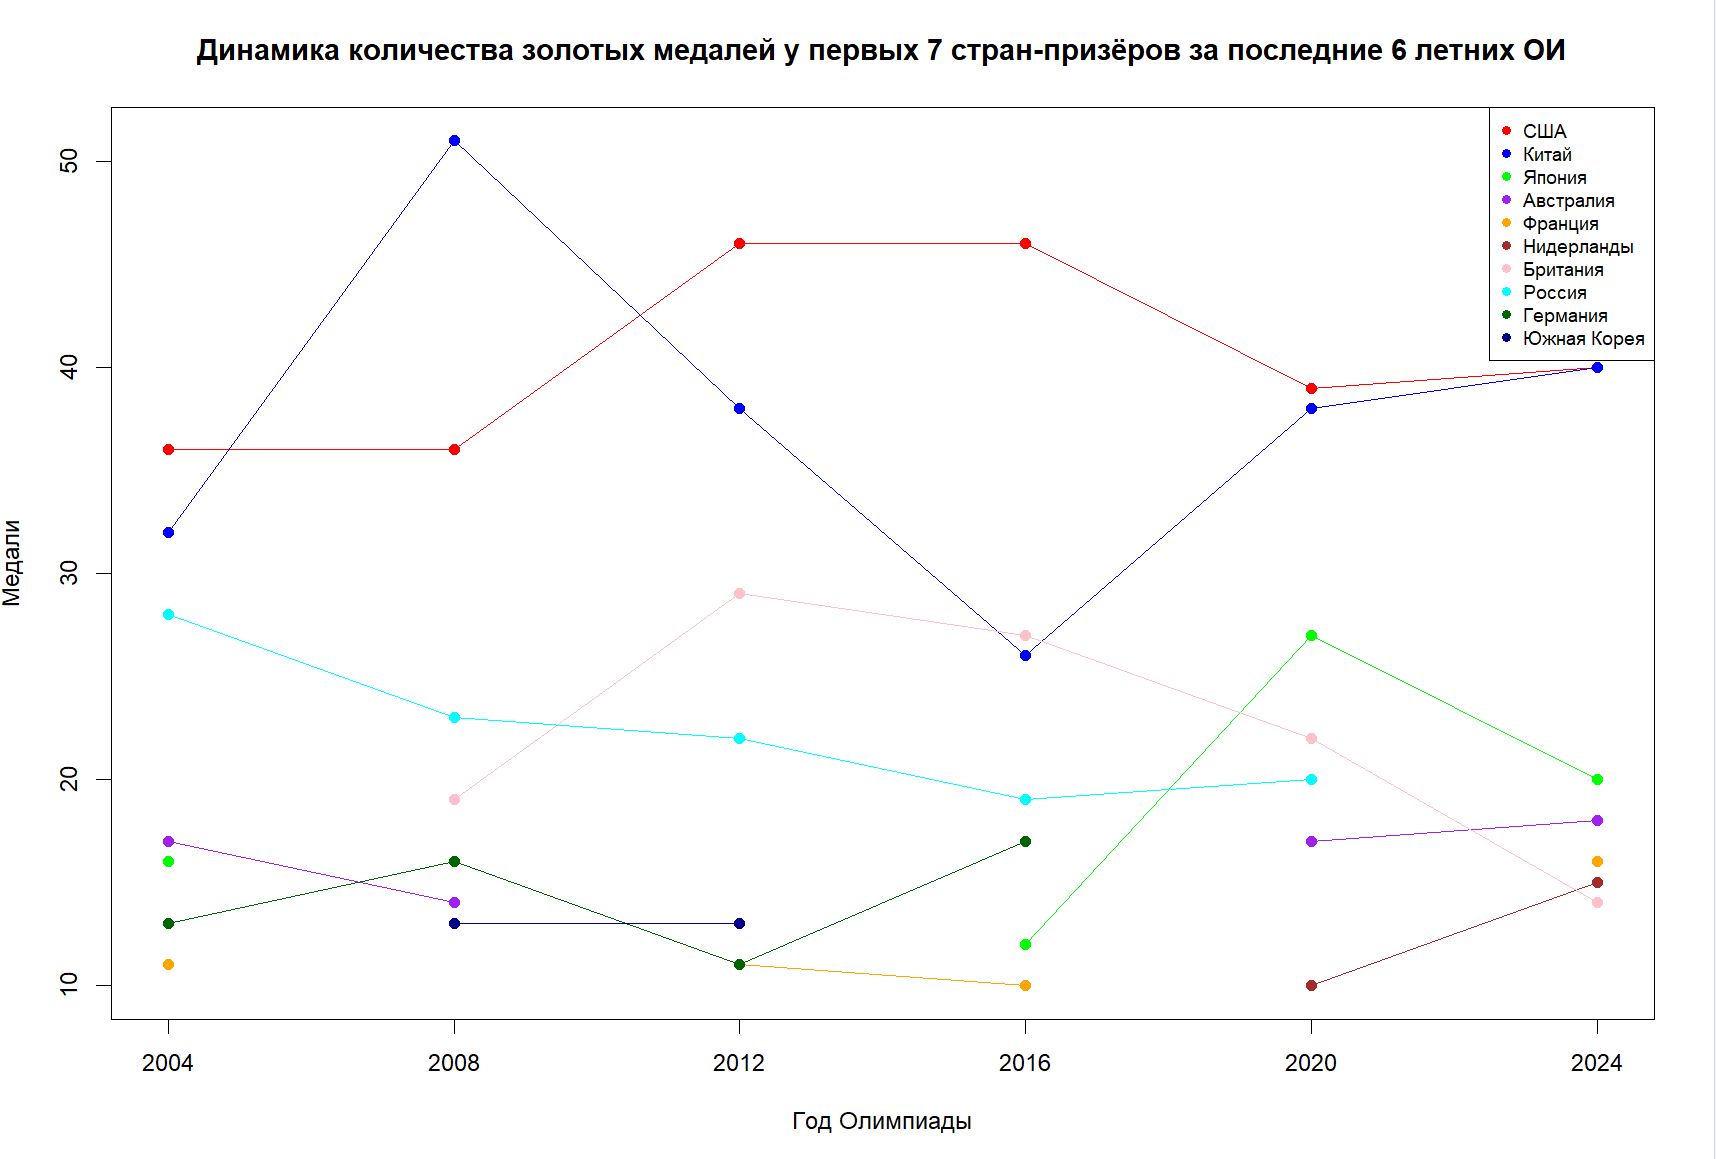 Динамика количества золотых медалей у первых 7 стран-призёров за последние 6 летних ОИ
США
Китай
Япония
Австралия
Франция
Нидерланды
Британия
Россия
Германия
Южная Корея
Медали
50
40
30
20
10
2004 2008 2012 2016 2020 2024
Год Олимпиады